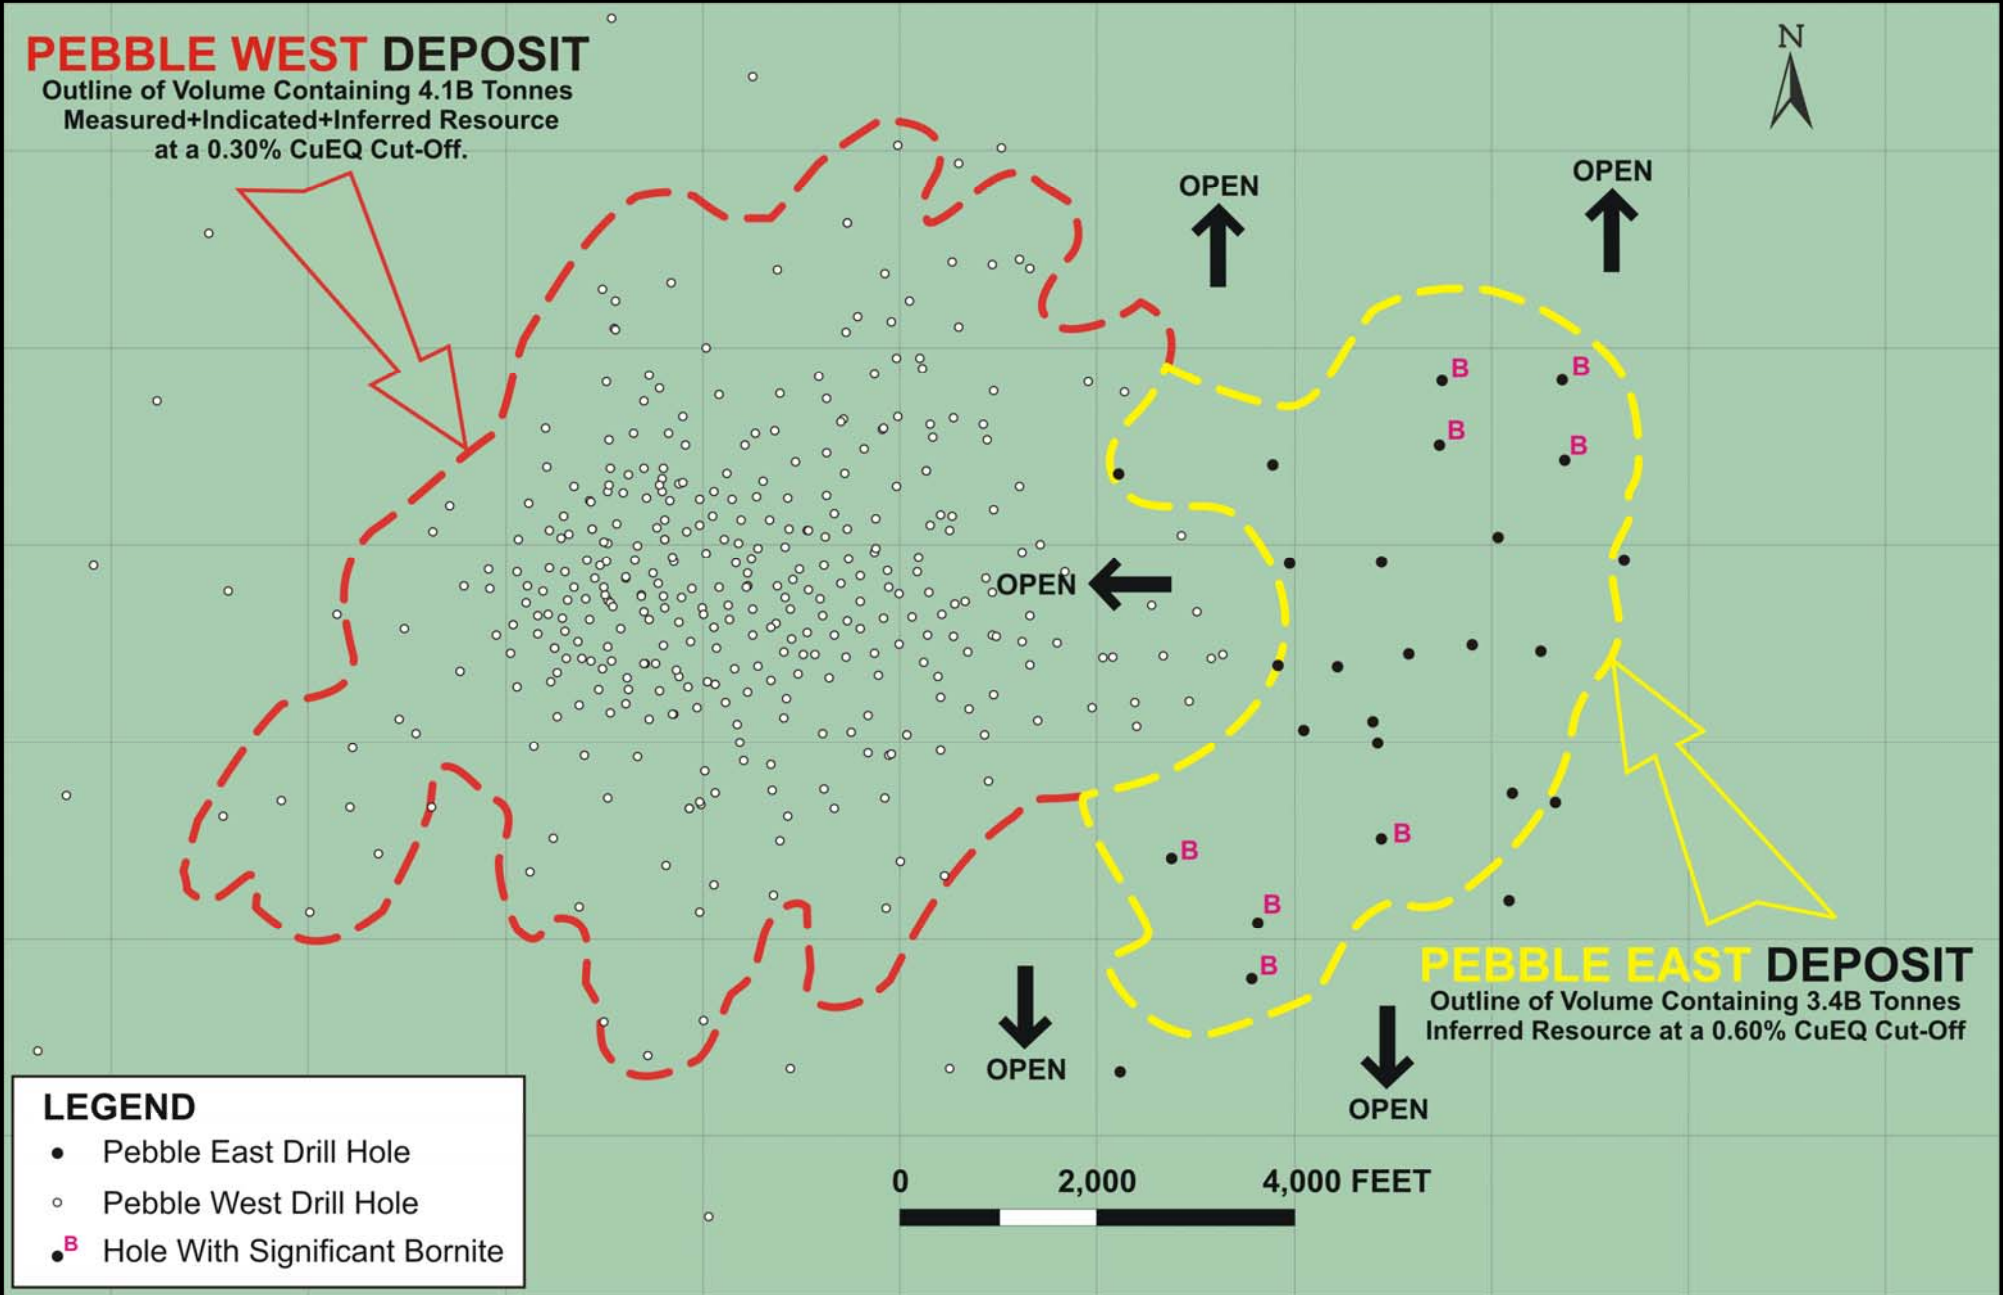 PEBBLE WEST DEPOSIT
Outline of Volume Containing 4.1B Tonnes
Measured+Indicated+Inferred Resource
at a 0.30% CuEQ Cut-Off.
N
OPEN
OPEN
B
B
B
B
OPEN
B
B
B
B
PEBBLE EAST DEPOSIT
Outline of Volume Containing 3.4B Tonnes
Inferred Resource at a 0.60% CuEQ Cut-Off
OPEN
OPEN
LEGEND
Pebble East Drill Hole
Pebble West Drill Hole
B Hole With Significant Bornite
0 2,000 4,000 FEET